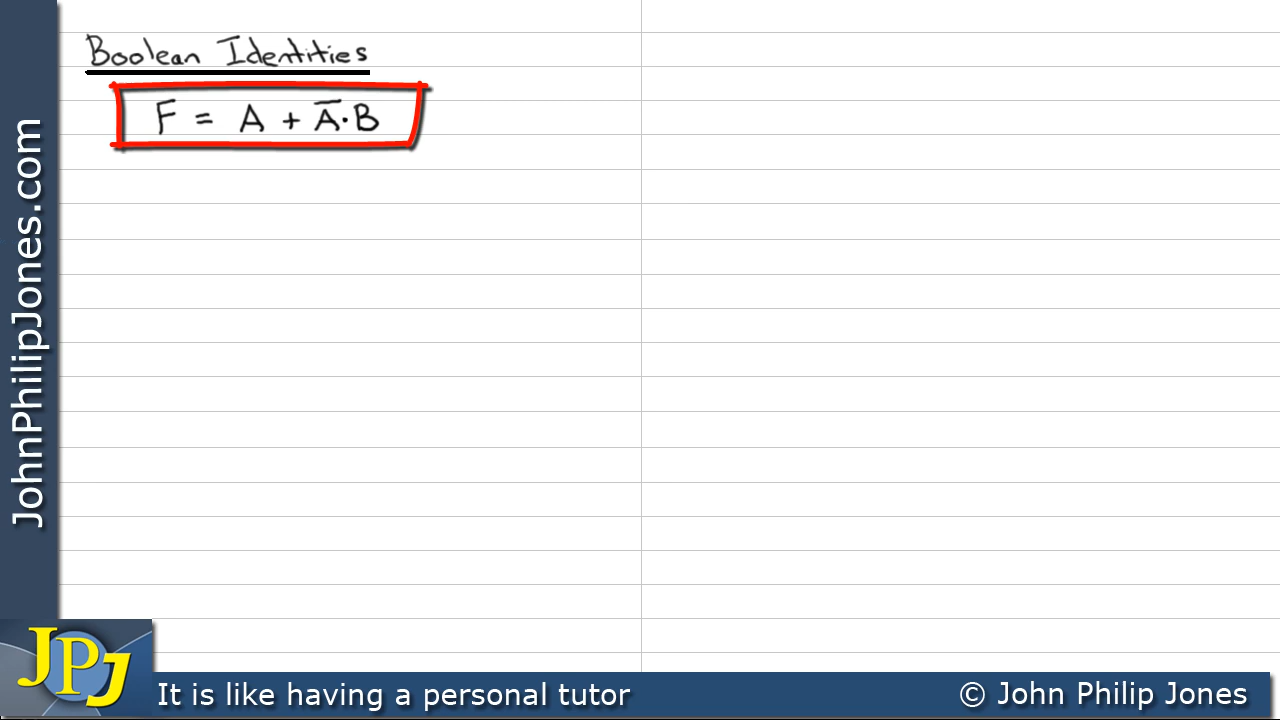 Boolean Identities
F = A + A̅·B
JohnPhilipJones.com
JPJ
It is like having a personal tutor
© John Philip Jones